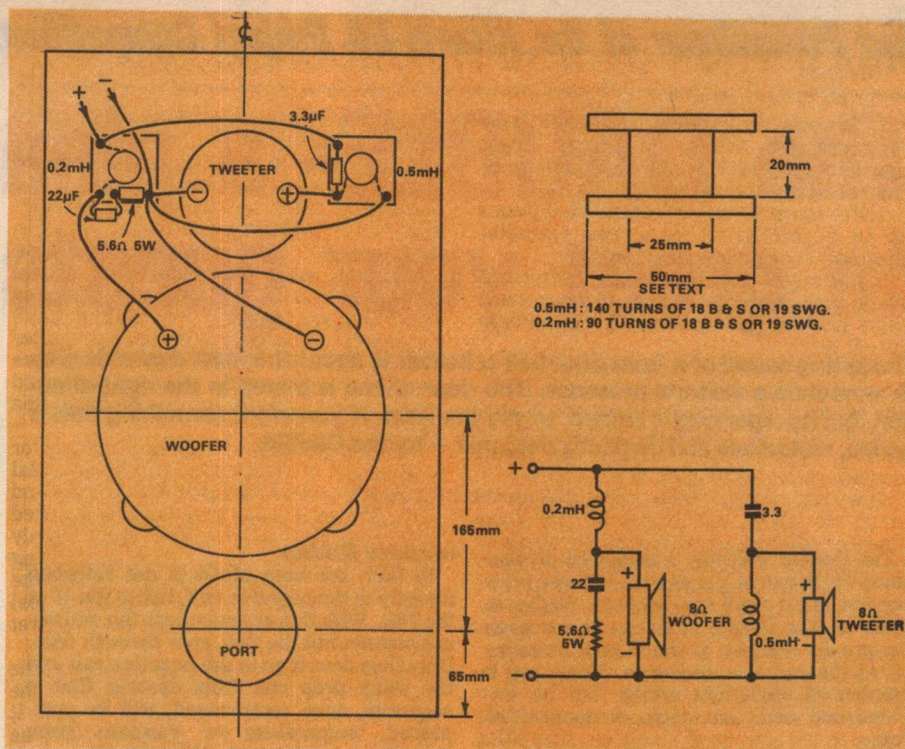 ℄
+ −
3.3µF
0.2mH
TWEETER
0.5mH
− +
22µF
5.6Ω 5W
+ −
WOOFER
165mm
PORT
65mm
20mm
25mm
50mm
SEE TEXT
0.5mH : 140 TURNS OF 18 B & S OR 19 SWG.
0.2mH : 90 TURNS OF 18 B & S OR 19 SWG.
+
0.2mH
3.3
22
+
8Ω
WOOFER
+
8Ω
TWEETER
5.6Ω
5W
−
0.5mH
−
−